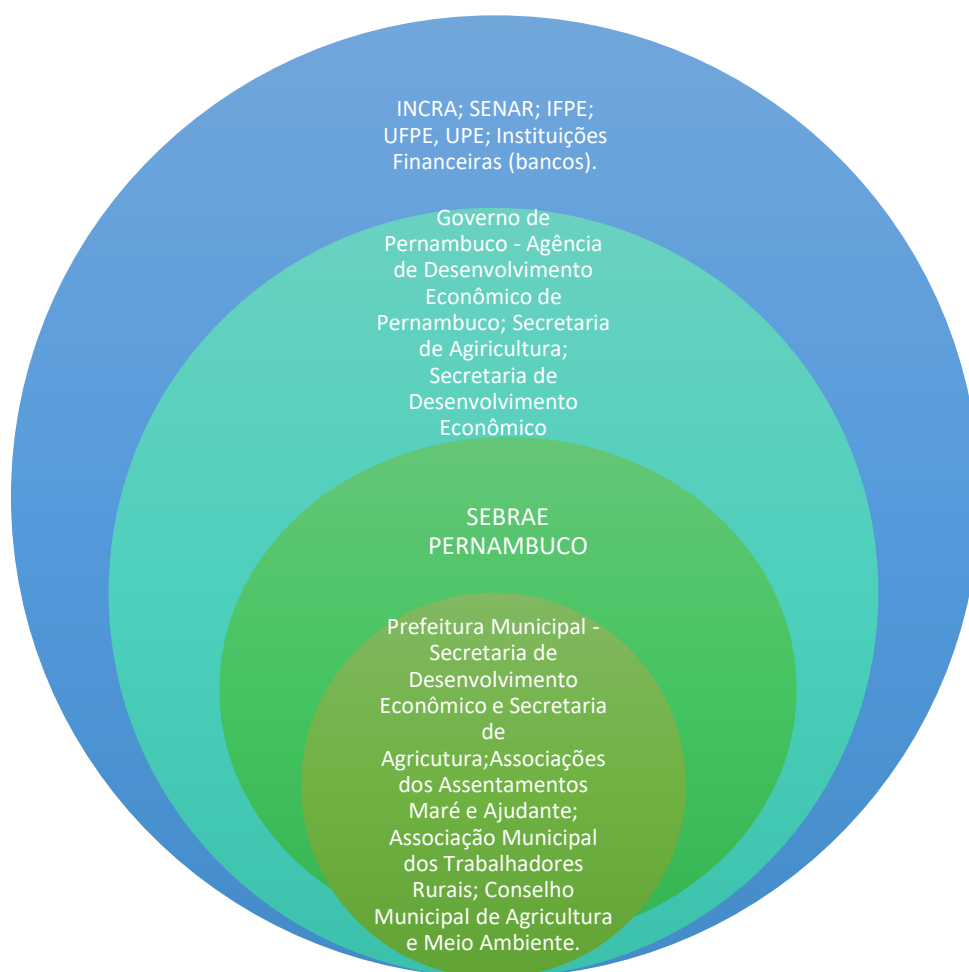 INCRA; SENAR; IFPE;
UFPE, UPE; Instituições
Financeiras (bancos).
Governo de
Pernambuco - Agência
de Desenvolvimento
Econômico de
Pernambuco; Secretaria
de Agiricultura;
Secretaria de
Desenvolvimento
Econômico
SEBRAE
PERNAMBUCO
Prefeitura Municipal -
Secretaria de
Desenvolvimento
Econômico e Secretaria
de
Agricutura;Associações
dos Assentamentos
Maré e Ajudante;
Associação Municipal
dos Trabalhadores
Rurais; Conselho
Municipal de Agricultura
e Meio Ambiente.